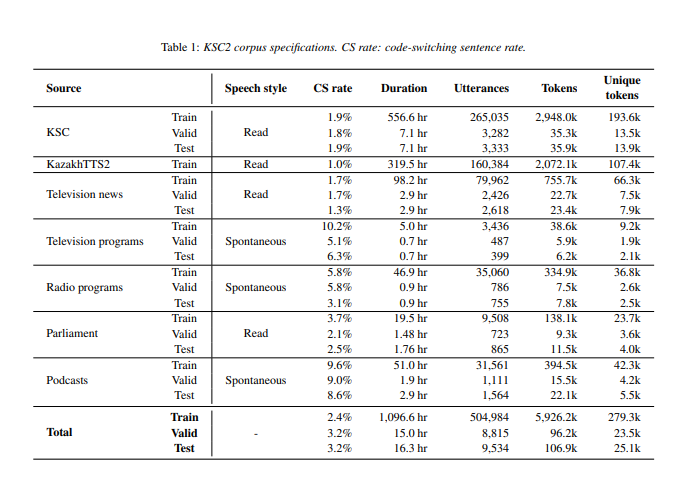 Table 1: KSC2 corpus specifications. CS rate: code-switching sentence rate.
Source Speech style CS rate Duration Utterances Tokens Unique tokens
Train 1.9% 556.6 hr 265,035 2,948.0k 193.6k
KSC Valid Read 1.8% 7.1 hr 3,282 35.3k 13.5k
Test 1.9% 7.1 hr 3,333 35.9k 13.9k
KazakhTTS2 Train Read 1.0% 319.5 hr 160,384 2,072.1k 107.4k
Train 1.7% 98.2 hr 79,962 755.7k 66.3k
Television news Valid Read 1.7% 2.9 hr 2,426 22.7k 7.5k
Test 1.3% 2.9 hr 2,618 23.4k 7.9k
Train 10.2% 5.0 hr 3,436 38.6k 9.2k
Television programs Valid Spontaneous 5.1% 0.7 hr 487 5.9k 1.9k
Test 6.3% 0.7 hr 399 6.2k 2.1k
Train 5.8% 46.9 hr 35,060 334.9k 36.8k
Radio programs Valid Spontaneous 5.8% 0.9 hr 786 7.5k 2.6k
Test 3.1% 0.9 hr 755 7.8k 2.5k
Train 3.7% 19.5 hr 9,508 138.1k 23.7k
Parliament Valid Read 2.1% 1.48 hr 723 9.3k 3.6k
Test 2.5% 1.76 hr 865 11.5k 4.0k
Train 9.6% 51.0 hr 31,561 394.5k 42.3k
Podcasts Valid Spontaneous 9.0% 1.9 hr 1,111 15.5k 4.2k
Test 8.6% 2.9 hr 1,564 22.1k 5.5k
Train 2.4% 1,096.6 hr 504,984 5,926.2k 279.3k
Total Valid - 3.2% 15.0 hr 8,815 96.2k 23.5k
Test 3.2% 16.3 hr 9,534 106.9k 25.1k